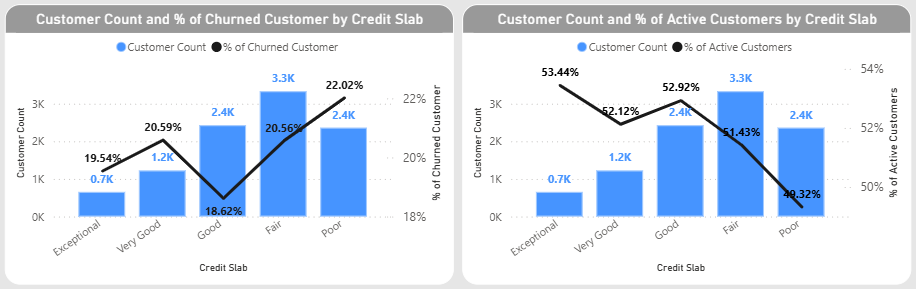 Customer Count and % of Churned Customer by Credit Slab
Customer Count % of Churned Customer
Customer Count
3K
2K
1K
0K
0.7K
1.2K
2.4K
3.3K
2.4K
19.54%
20.59%
18.62%
20.56%
22.02%
22%
20%
18%
% of Churned Customer
Exceptional
Very Good
Good
Fair
Poor
Credit Slab
Customer Count and % of Active Customers by Credit Slab
Customer Count % of Active Customers
Customer Count
3K
2K
1K
0K
0.7K
1.2K
2.4K
3.3K
2.4K
53.44%
52.12%
52.92%
51.43%
49.32%
54%
52%
50%
% of Active Customers
Exceptional
Very Good
Good
Fair
Poor
Credit Slab